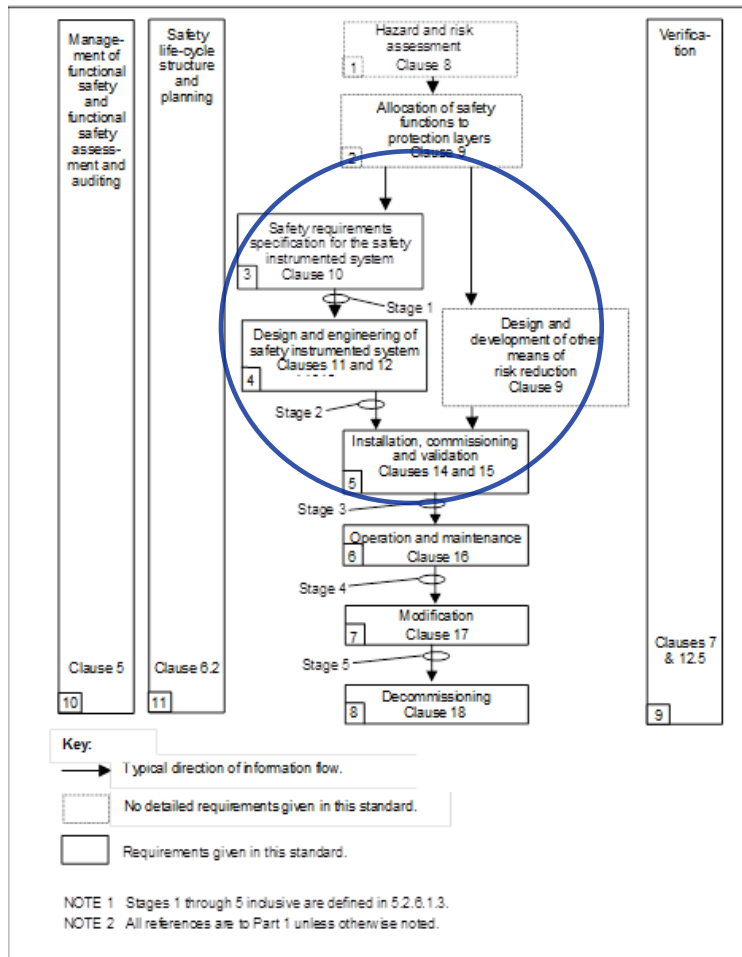 Manage-
ment of
functional
safety
and
functional
safety
assess-
ment and
auditing
Clause 5
10
Safety
life-cycle
structure
and
planning
Clause 6.2
11
Hazard and risk
assessment
Clause 8
1
Allocation of safety
functions to
protection layers
Clause 9
2
Safety requirements
specification for the safety
instrumented system
Clause 10
3
Stage 1
Design and engineering of
safety instrumented system
Clauses 11 and 12
4
Design and
development of other
means of
risk reduction
Clause 9
Stage 2
Installation, commissioning
and validation
Clauses 14 and 15
5
Stage 3
Operation and maintenance
Clause 16
6
Stage 4
Modification
Clause 17
7
Stage 5
Decommissioning
Clause 18
8
Verifica-
tion
Clauses 7
& 12.5
9
Key:
Typical direction of information flow.
No detailed requirements given in this standard.
Requirements given in this standard.
NOTE 1 Stages 1 through 5 inclusive are defined in 5.2.6.1.3.
NOTE 2 All references are to Part 1 unless otherwise noted.